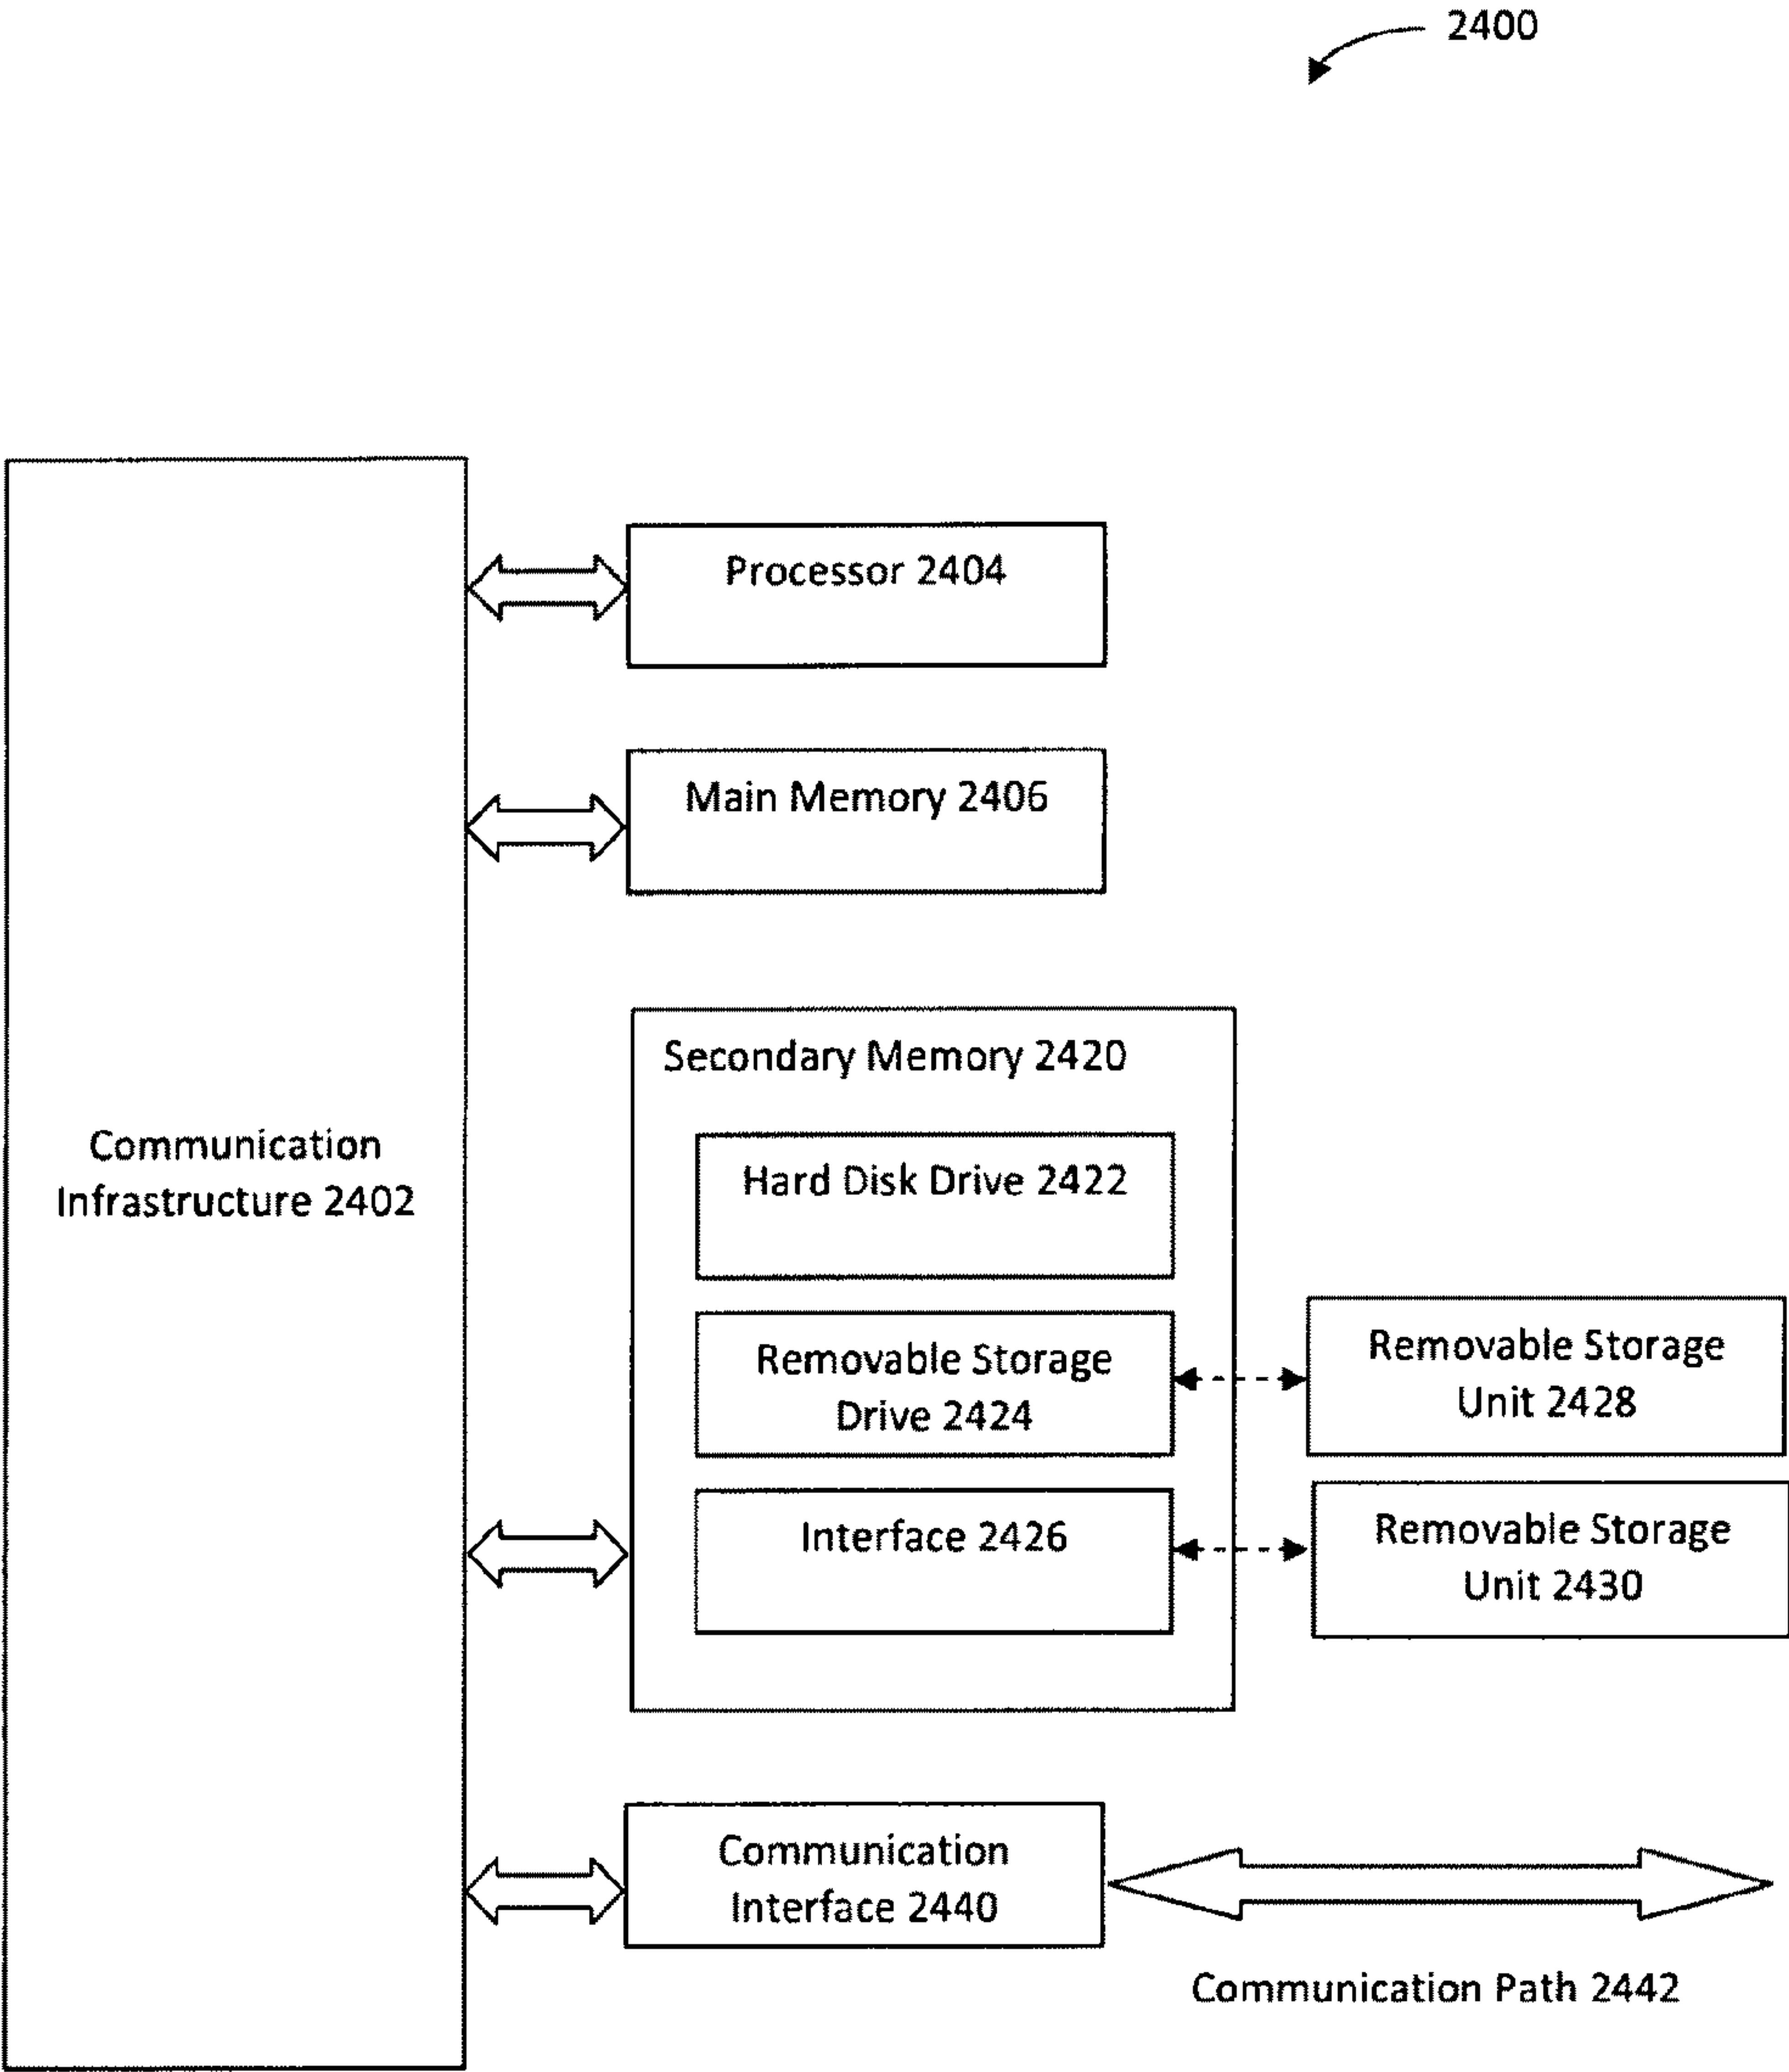 2400
Processor 2404
Main Memory 2406
Secondary Memory 2420
Communication
Infrastructure 2402
Hard Disk Drive 2422
Removable Storage
Drive 2424
Removable Storage
Unit 2428
Interface 2426
Removable Storage
Unit 2430
Communication
Interface 2440
Communication Path 2442